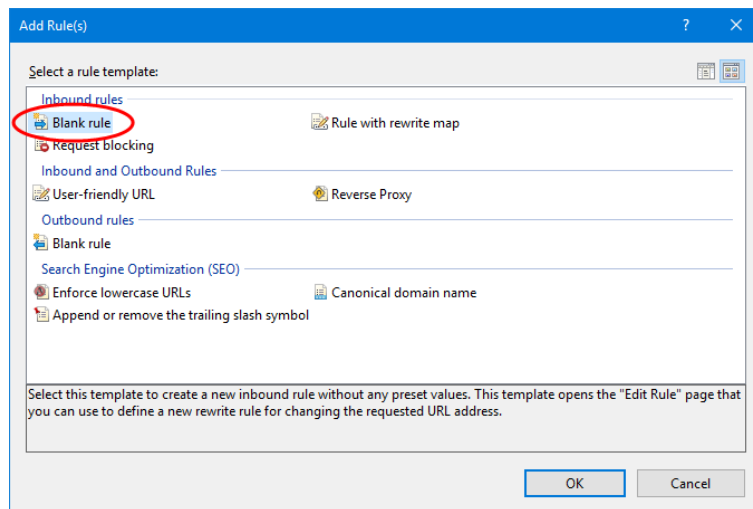 Add Rule(s)
Select a rule template:
Inbound rules
Blank rule
Rule with rewrite map
Request blocking
Inbound and Outbound Rules
User-friendly URL
Reverse Proxy
Outbound rules
Blank rule
Search Engine Optimization (SEO)
Enforce lowercase URLs
Canonical domain name
Append or remove the trailing slash symbol
Select this template to create a new inbound rule without any preset values. This template opens the "Edit Rule" page that
you can use to define a new rewrite rule for changing the requested URL address.
OK
Cancel